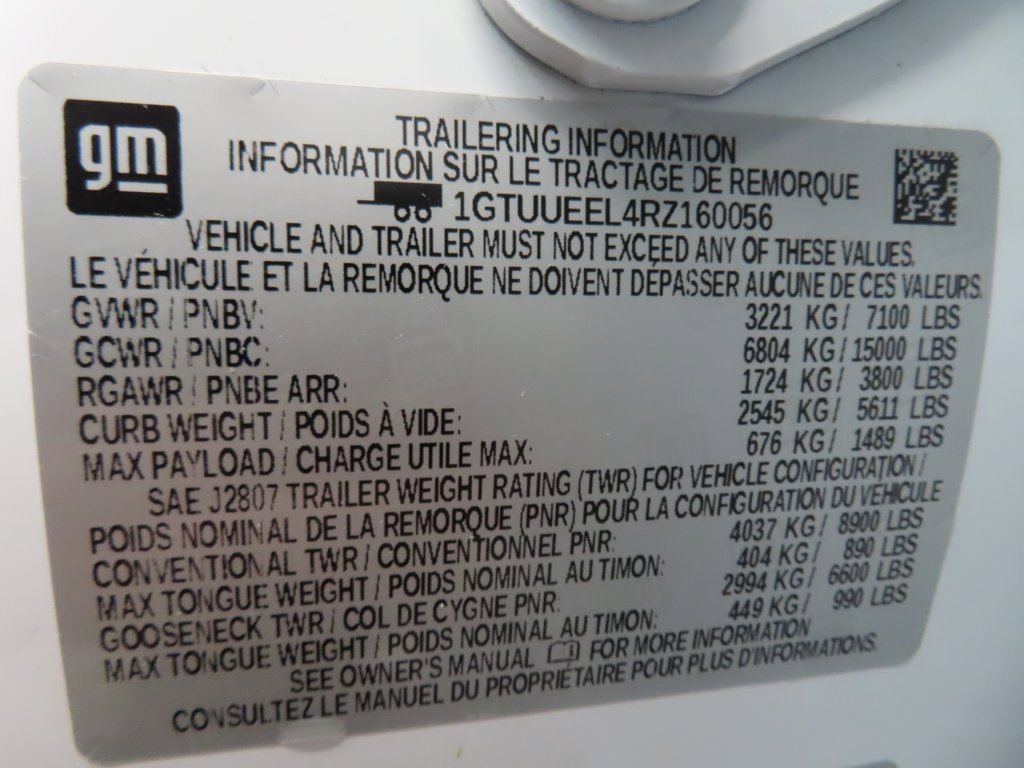 gm
TRAILERING INFORMATION
INFORMATION SUR LE TRACTAGE DE REMORQUE
1GTUUEEL4RZ160056
VEHICLE AND TRAILER MUST NOT EXCEED ANY OF THESE VALUES.
LE VÉHICULE ET LA REMORQUE NE DOIVENT DÉPASSER AUCUNE DE CES VALEURS.
GVWR / PNBV: 3221 KG/ 7100 LBS
GCWR / PNBC: 6804 KG/ 15000 LBS
RGAWR / PNBE ARR: 1724 KG/ 3800 LBS
CURB WEIGHT / POIDS À VIDE: 2545 KG/ 5611 LBS
MAX PAYLOAD / CHARGE UTILE MAX: 676 KG/ 1489 LBS
SAE J2807 TRAILER WEIGHT RATING (TWR) FOR VEHICLE CONFIGURATION /
POIDS NOMINAL DE LA REMORQUE (PNR) POUR LA CONFIGURATION DU VÉHICULE
CONVENTIONAL TWR / CONVENTIONNEL PNR: 4037 KG/ 8900 LBS
MAX TONGUE WEIGHT / POIDS NOMINAL AU TIMON: 404 KG/ 890 LBS
GOOSENECK TWR / COL DE CYGNE PNR: 2994 KG/ 6600 LBS
MAX TONGUE WEIGHT / POIDS NOMINAL AU TIMON: 449 KG/ 990 LBS
SEE OWNER'S MANUAL FOR MORE INFORMATION
CONSULTEZ LE MANUEL DU PROPRIÉTAIRE POUR PLUS D'INFORMATIONS.